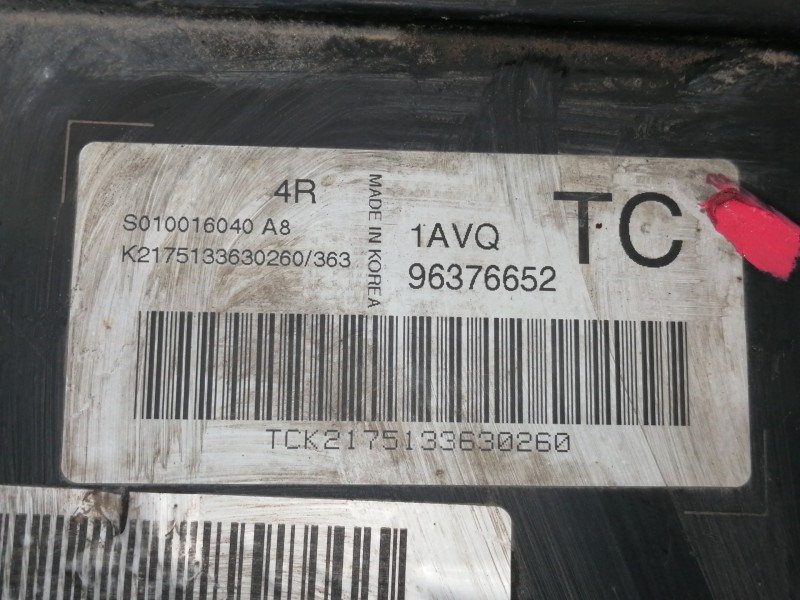 4R
S010016040 A8
K2175133630260/363
MADE IN KOREA
1AVQ
96376652
TC
TCK2175133630260